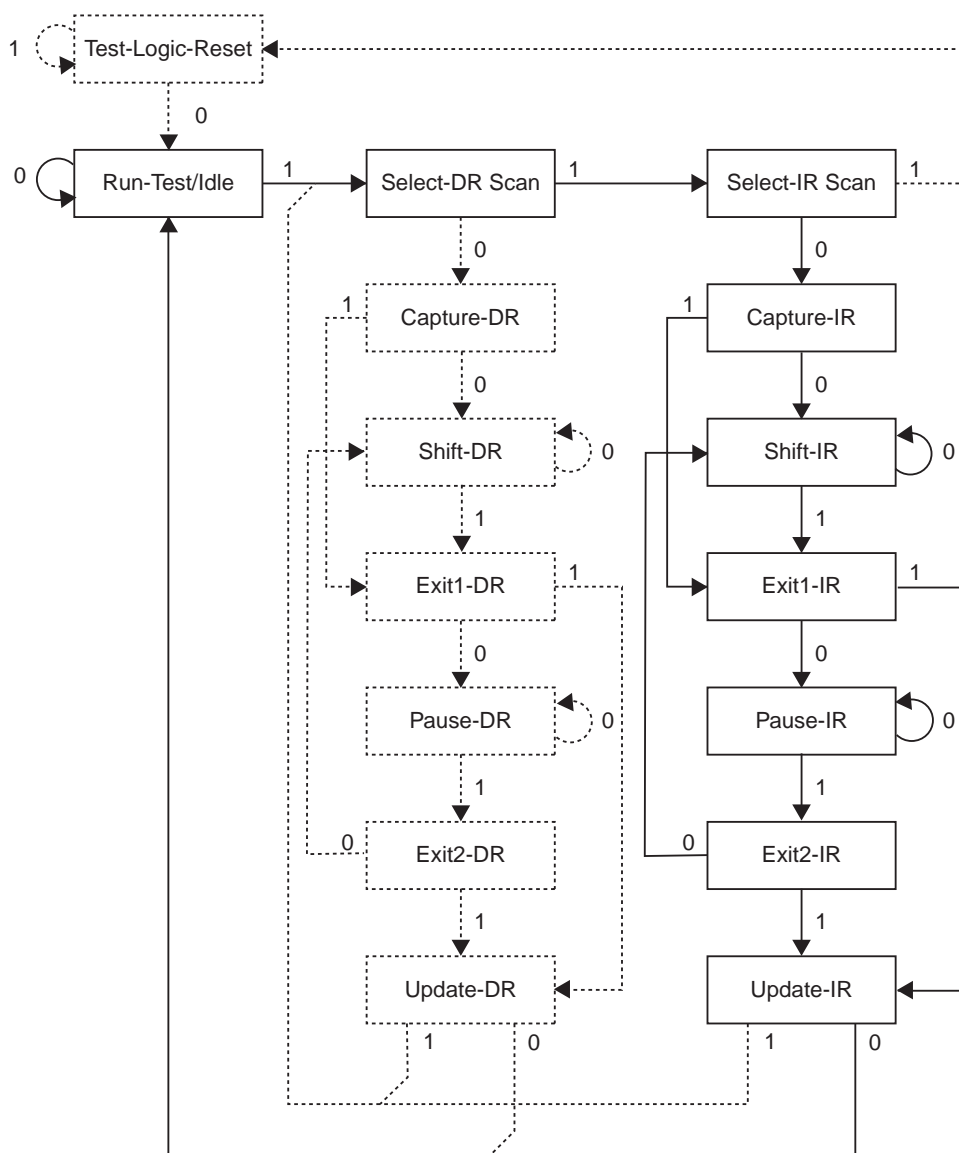 1
Test-Logic-Reset
0
0
Run-Test/Idle
1
Select-DR Scan
1
Select-IR Scan
1
0
0
1
Capture-DR
1
Capture-IR
0
0
Shift-DR
0
Shift-IR
0
1
1
Exit1-DR
1
Exit1-IR
1
0
0
Pause-DR
0
Pause-IR
0
1
1
0
Exit2-DR
0
Exit2-IR
1
1
Update-DR
Update-IR
1
0
1
0